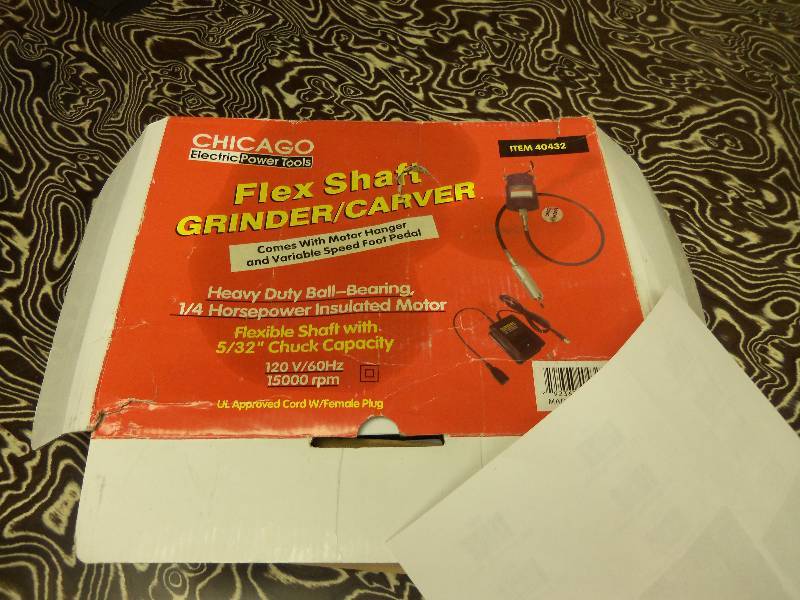 CHICAGO
Electric Power Tools
ITEM 40432
Flex Shaft
GRINDER/CARVER
Comes With Motor Hanger
and Variable Speed Foot Pedal
Heavy Duty Ball-Bearing,
1/4 Horsepower Insulated Motor
Flexible Shaft with
5/32" Chuck Capacity
120 V/60Hz
15000 rpm
UL Approved Cord W/Female Plug